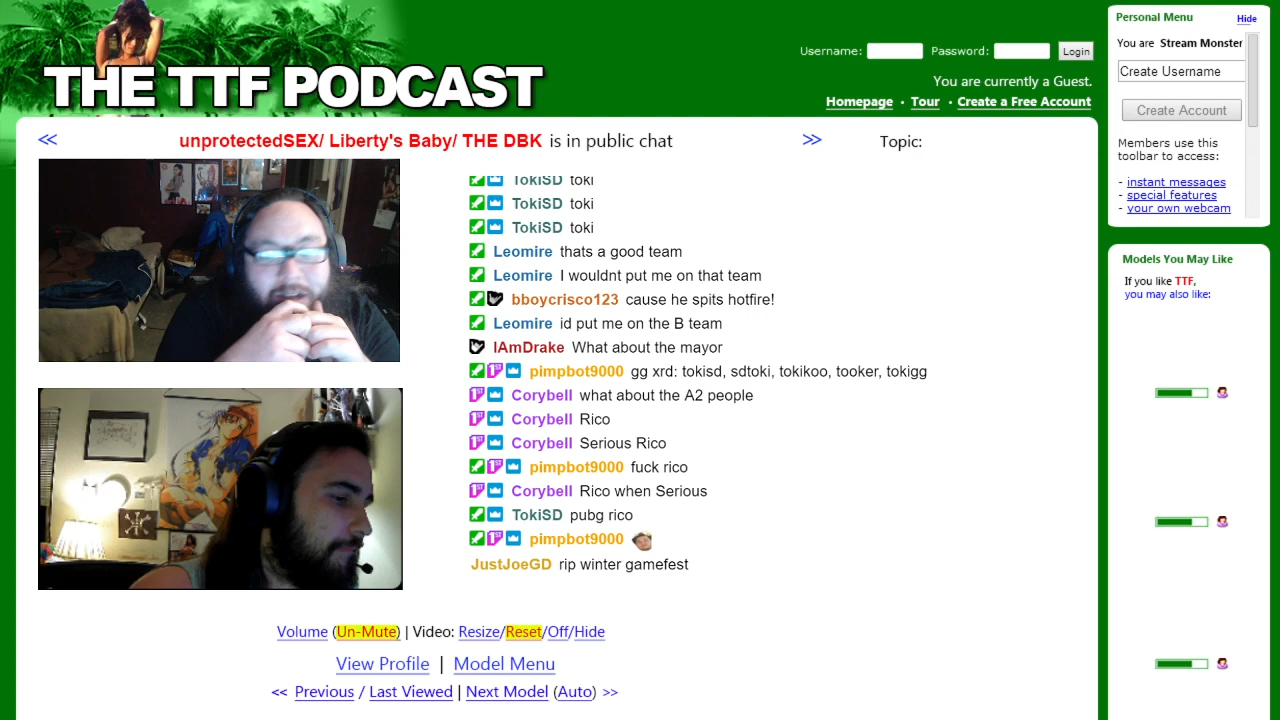 THE TTF PODCAST
Username: Password: Login
You are currently a Guest.
Homepage • Tour • Create a Free Account
Personal Menu Hide
You are Stream Monster
Create Username
Create Account
Members use this
toolbar to access:
- instant messages
- special features
- your own webcam
<< unprotectedSEX/ Liberty's Baby/ THE DBK is in public chat >> Topic:
TokiSD toki
TokiSD toki
TokiSD toki
Leomire thats a good team
Leomire I wouldnt put me on that team
bboycrisco123 cause he spits hotfire!
Leomire id put me on the B team
IAmDrake What about the mayor
pimpbot9000 gg xrd: tokisd, sdtoki, tokikoo, tooker, tokigg
Corybell what about the A2 people
Corybell Rico
Corybell Serious Rico
pimpbot9000 fuck rico
Corybell Rico when Serious
TokiSD pubg rico
pimpbot9000
JustJoeGD rip winter gamefest
Models You May Like
If you like TTF,
you may also like:
Volume (Un-Mute) | Video: Resize/Reset/Off/Hide
View Profile | Model Menu
<< Previous / Last Viewed | Next Model (Auto) >>